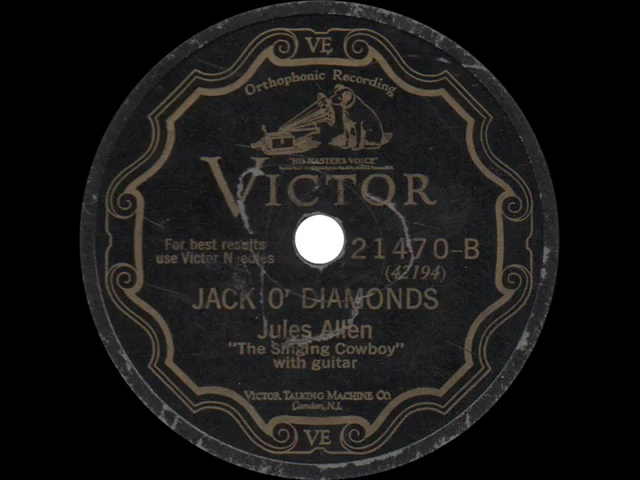 VE
Orthophonic Recording
"HIS MASTER'S VOICE"
VICTOR
For best results
use Victor Needles
21470-B
(42194)
JACK O' DIAMONDS
Jules Allen
"The Singing Cowboy"
with guitar
VICTOR TALKING MACHINE CO.
Camden, N.J.
VE